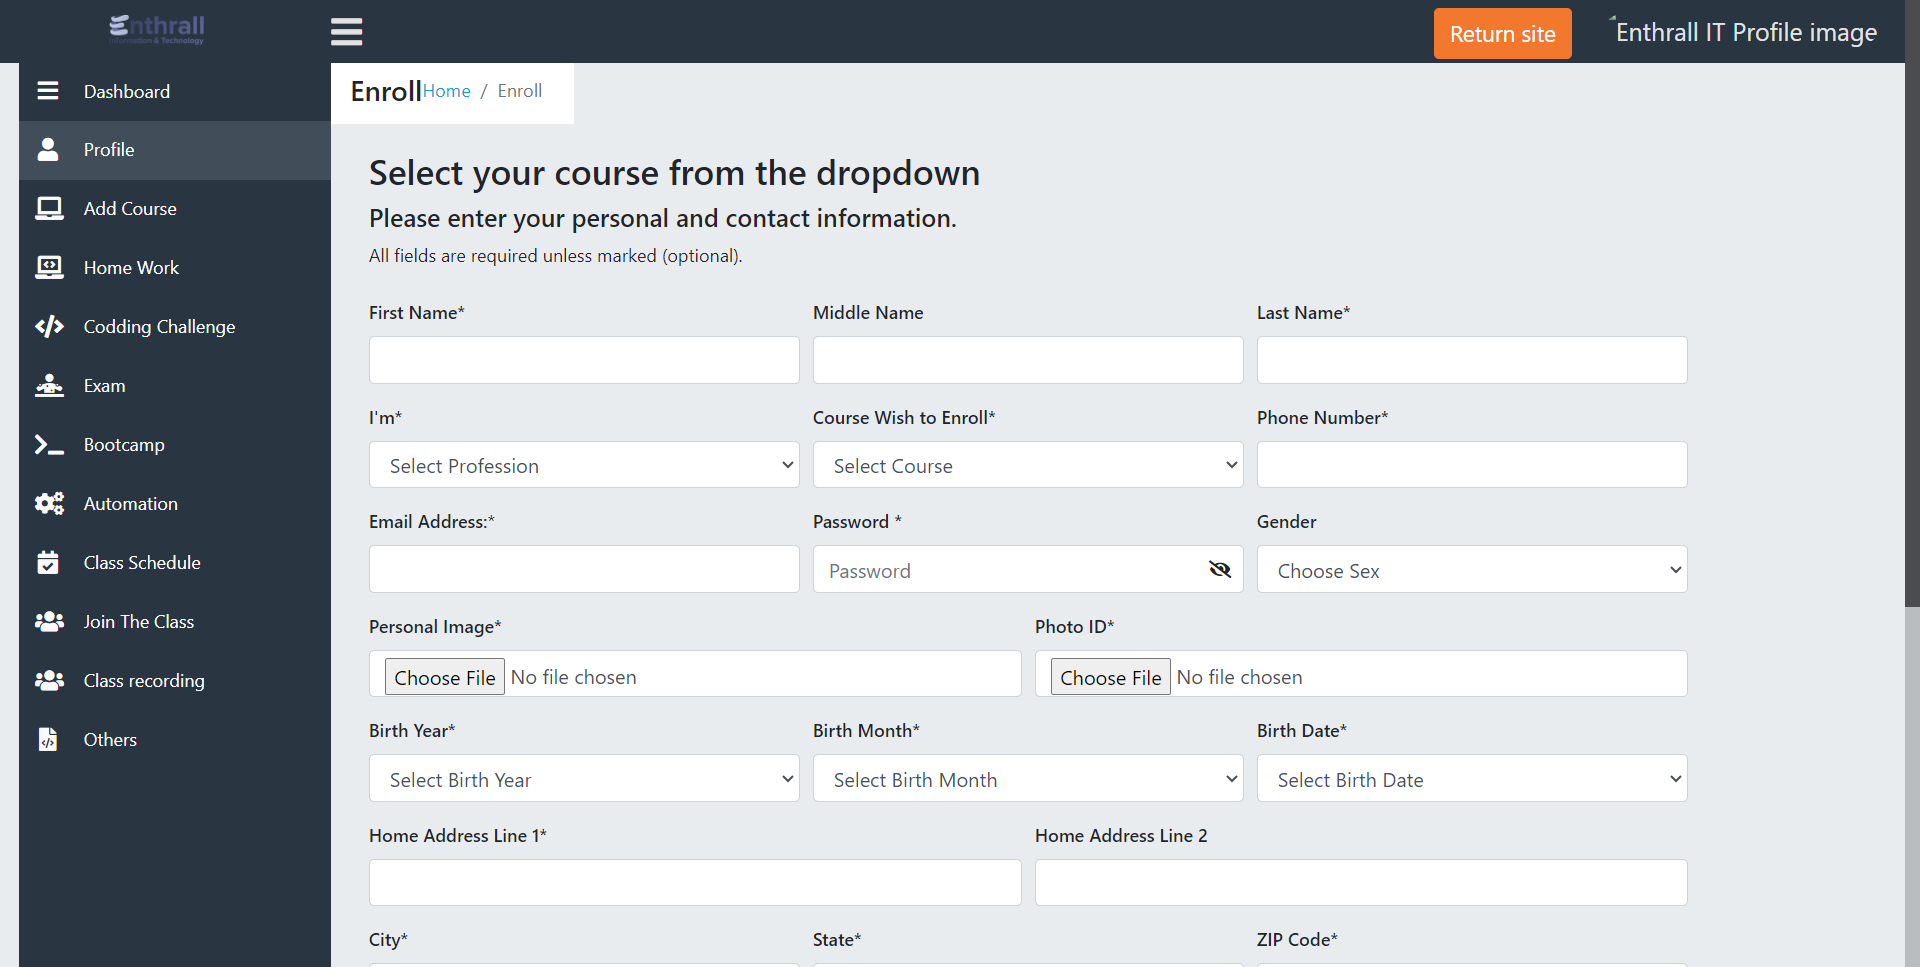 Enthrall
Information & Technology
Return site
Enthrall IT Profile image
Dashboard
Profile
Add Course
Home Work
Codding Challenge
Exam
Bootcamp
Automation
Class Schedule
Join The Class
Class recording
Others
Enroll Home / Enroll
Select your course from the dropdown
Please enter your personal and contact information.
All fields are required unless marked (optional).
First Name* Middle Name Last Name*
I'm* Course Wish to Enroll* Phone Number*
Select Profession Select Course
Email Address:* Password * Gender
Password Choose Sex
Personal Image* Photo ID*
Choose File No file chosen Choose File No file chosen
Birth Year* Birth Month* Birth Date*
Select Birth Year Select Birth Month Select Birth Date
Home Address Line 1* Home Address Line 2
City* State* ZIP Code*